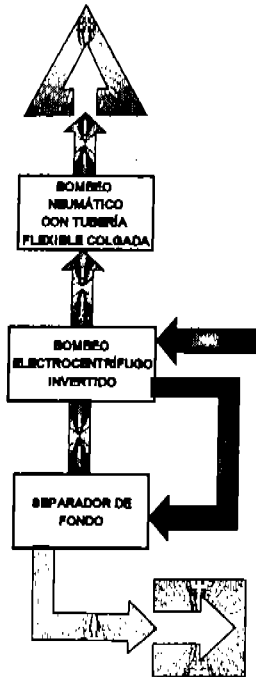 BOMBEO
NEUMÁTICO
CON TUBERÍA
FLEXIBLE COLGADA
BOMBEO
ELECTROCENTRÍFUGO
INVERTIDO
SEPARADOR DE
FONDO